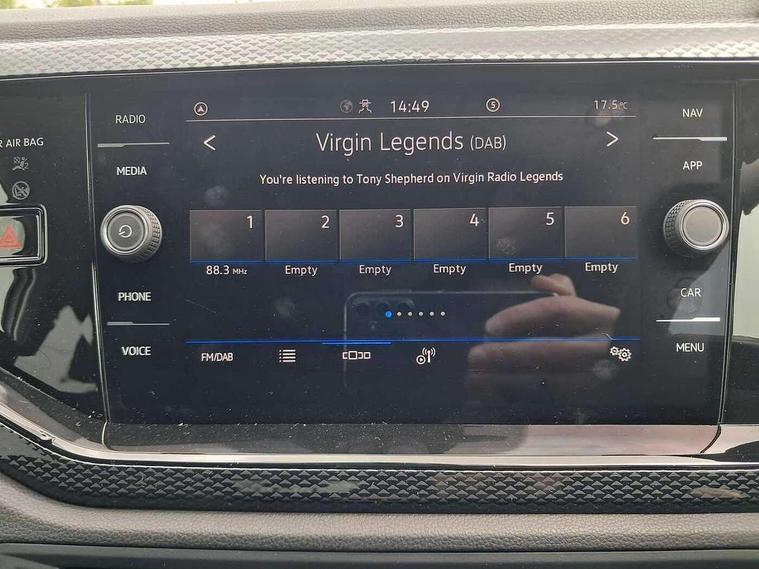 RADIO
MEDIA
PHONE
VOICE
R AIR BAG
14:49
5
17.5°C
Virgin Legends (DAB)
You're listening to Tony Shepherd on Virgin Radio Legends
1 2 3 4 5 6
88.3 MHz Empty Empty Empty Empty Empty
FM/DAB
NAV
APP
CAR
MENU